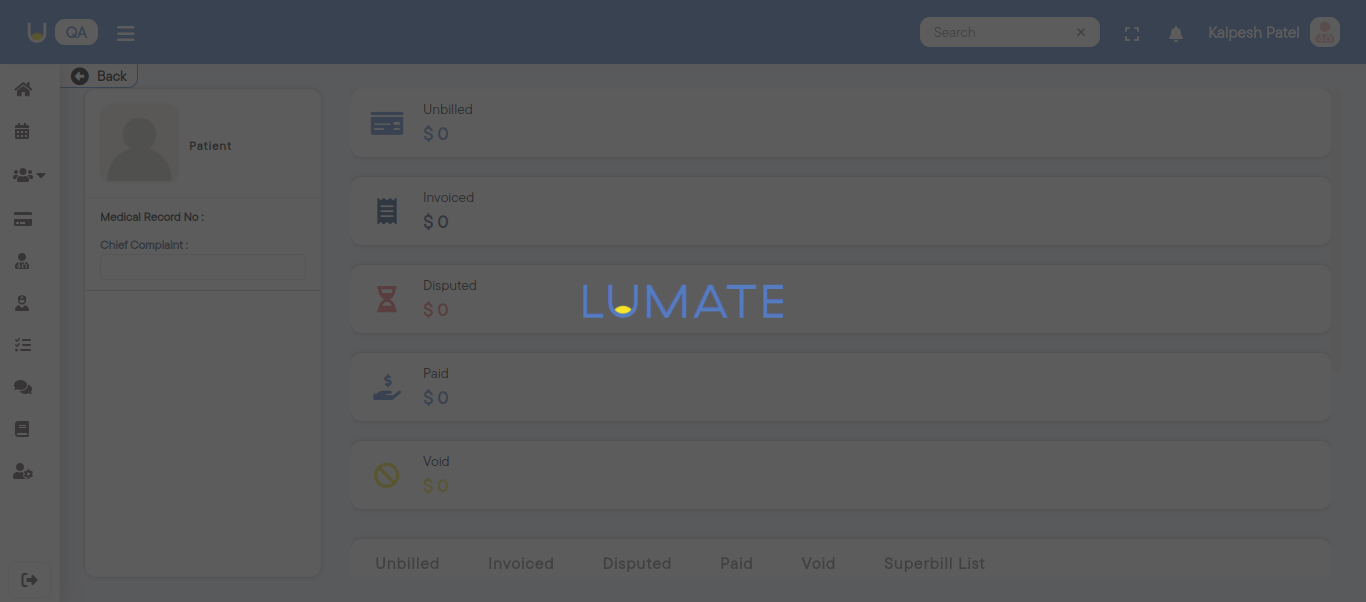 QA
Search
Kalpesh Patel
Back
Patient
Medical Record No :
Chief Complaint :
Unbilled
$ 0
Invoiced
$ 0
Disputed
$ 0
LUMATE
Paid
$ 0
Void
$ 0
Unbilled Invoiced Disputed Paid Void Superbill List